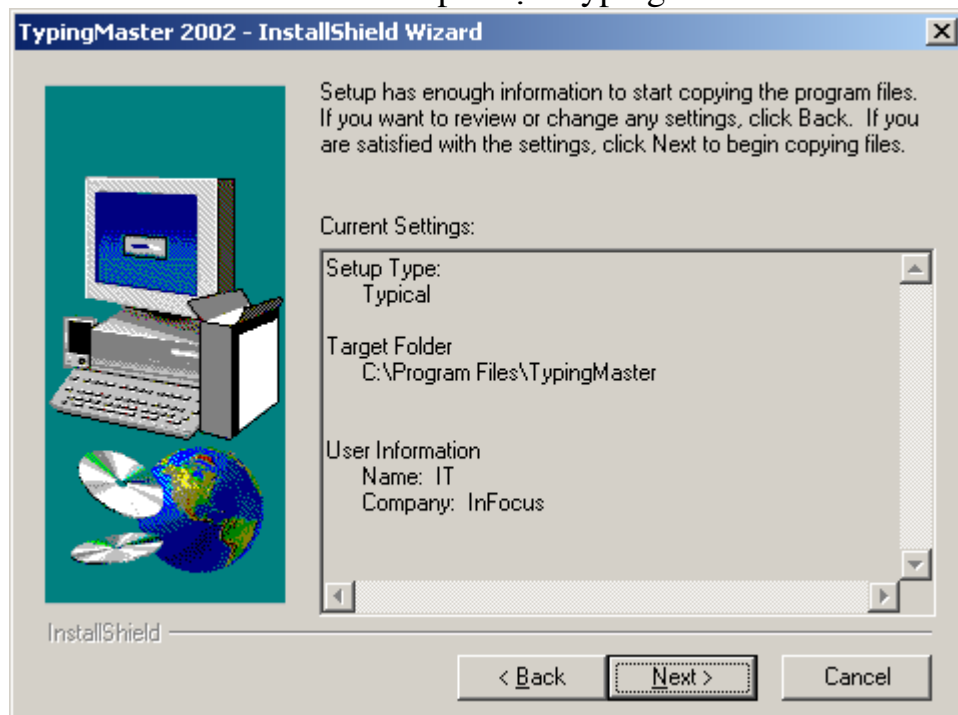 TypingMaster 2002 - InstallShield Wizard
Setup has enough information to start copying the program files.
If you want to review or change any settings, click Back. If you
are satisfied with the settings, click Next to begin copying files.
Current Settings:
Setup Type:
Typical
Target Folder
C:\Program Files\TypingMaster
User Information
Name: IT
Company: InFocus
InstallShield
< Back
Next >
Cancel